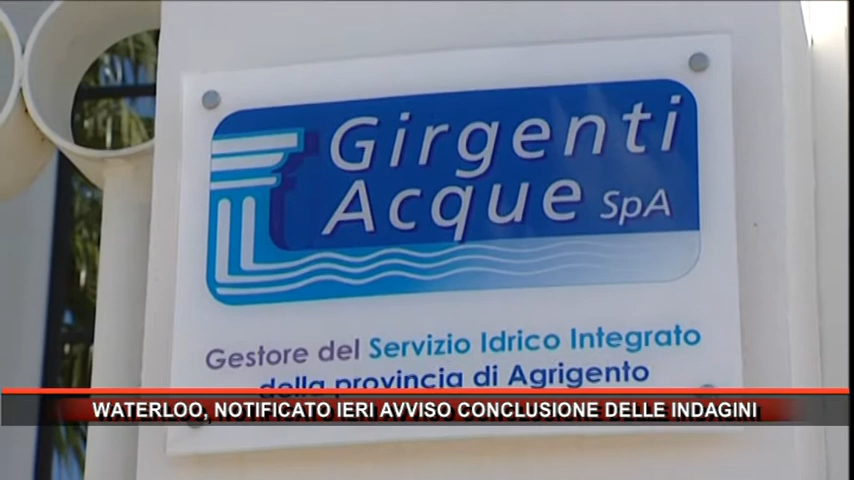 Girgenti
Acque SpA
Gestore del Servizio Idrico Integrato
della provincia di Agrigento
WATERLOO, NOTIFICATO IERI AVVISO CONCLUSIONE DELLE INDAGINI